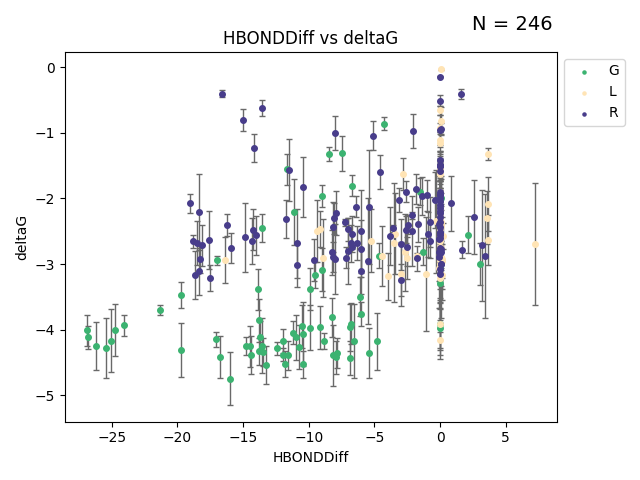 N = 246
HBONDDiff vs deltaG
G
L
R
deltaG
0
−1
−2
−3
−4
−5
−25
−20
−15
−10
−5
0
5
HBONDDiff